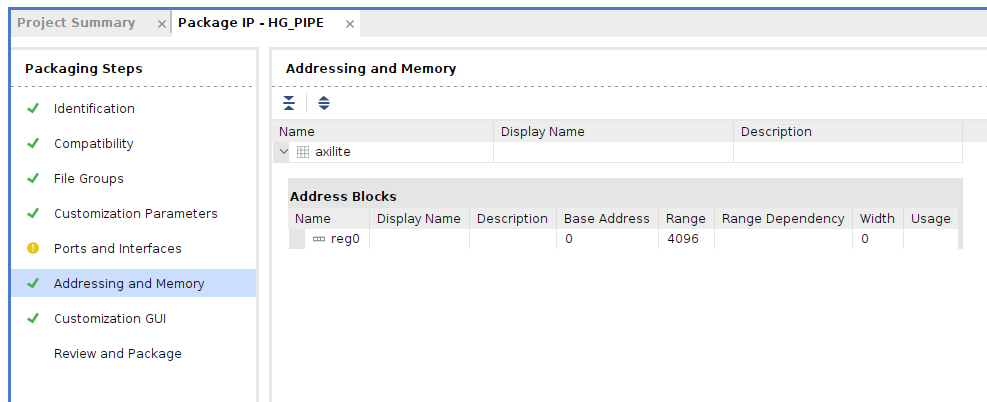 Project Summary × Package IP - HG_PIPE ×
Packaging Steps
Identification
Compatibility
File Groups
Customization Parameters
Ports and Interfaces
Addressing and Memory
Customization GUI
Review and Package
Addressing and Memory
Name Display Name Description
axilite
Address Blocks
Name Display Name Description Base Address Range Range Dependency Width Usage
reg0 0 4096 0